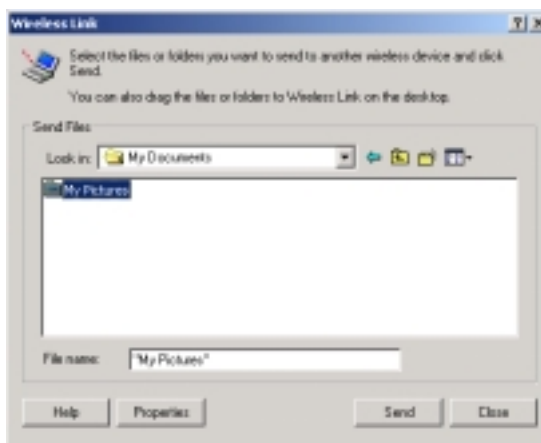 Wireless Link
Select the files or folders you want to send to another wireless device and click
Send.
You can also drag the files or folders to Wireless Link on the desktop.
Send Files
Look in: My Documents
My Pictures
File name: "My Pictures"
Help Properties Send Close